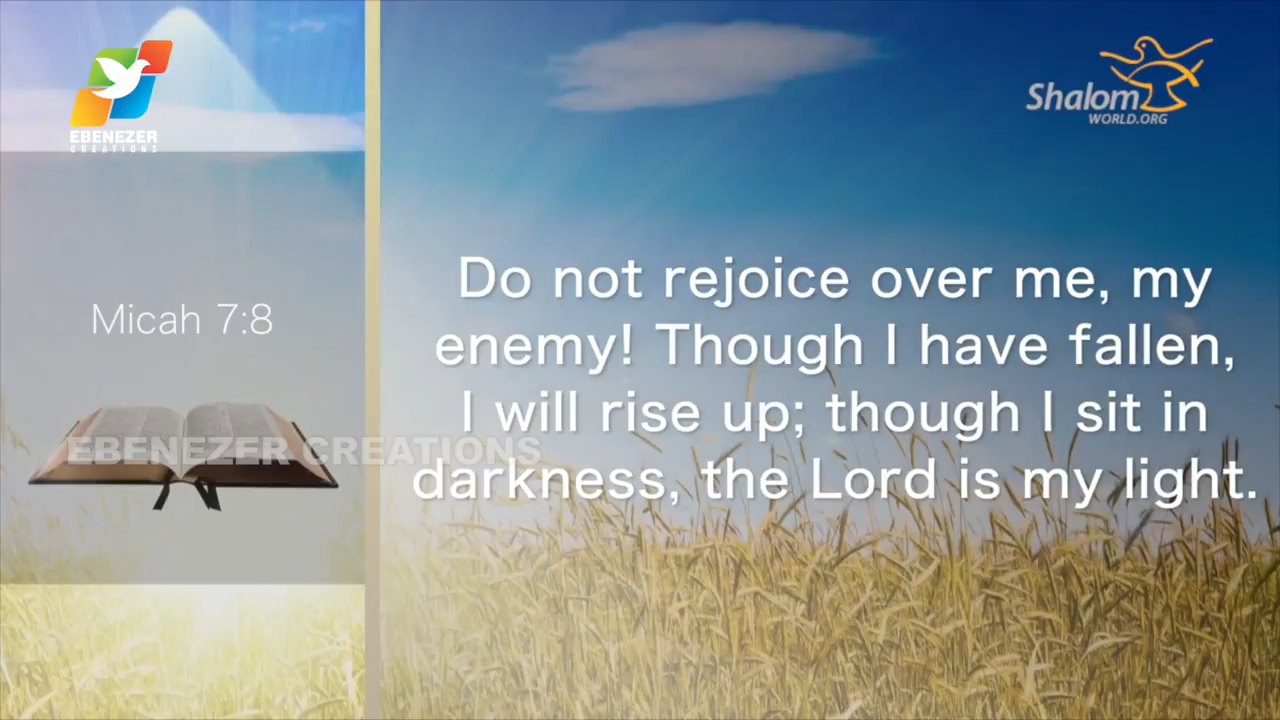 EBENEZER
CREATIONS
Shalom
WORLD.ORG
Micah 7:8
Do not rejoice over me, my
enemy! Though I have fallen,
I will rise up; though I sit in
darkness, the Lord is my light.
EBENEZER CREATIONS